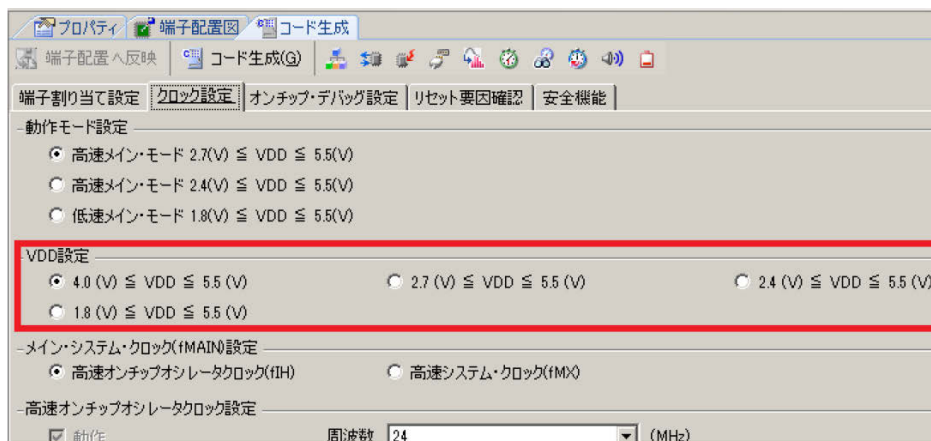 プロパティ 端子配置図 コード生成
端子配置へ反映 コード生成(G)
端子割り当て設定 クロック設定 オンチップ・デバッグ設定 リセット要因確認 安全機能
動作モード設定
高速メイン・モード 2.7(V) ≦ VDD ≦ 5.5(V)
高速メイン・モード 2.4(V) ≦ VDD ≦ 5.5(V)
低速メイン・モード 1.8(V) ≦ VDD ≦ 5.5(V)
VDD設定
4.0 (V) ≦ VDD ≦ 5.5 (V) 2.7 (V) ≦ VDD ≦ 5.5 (V) 2.4 (V) ≦ VDD ≦ 5.5 (V)
1.8 (V) ≦ VDD ≦ 5.5 (V)
メイン・システム・クロック(fMAIN)設定
高速オンチップオシレータクロック(fIH) 高速システム・クロック(fMX)
高速オンチップオシレータクロック設定
動作 周波数 24 (MHz)